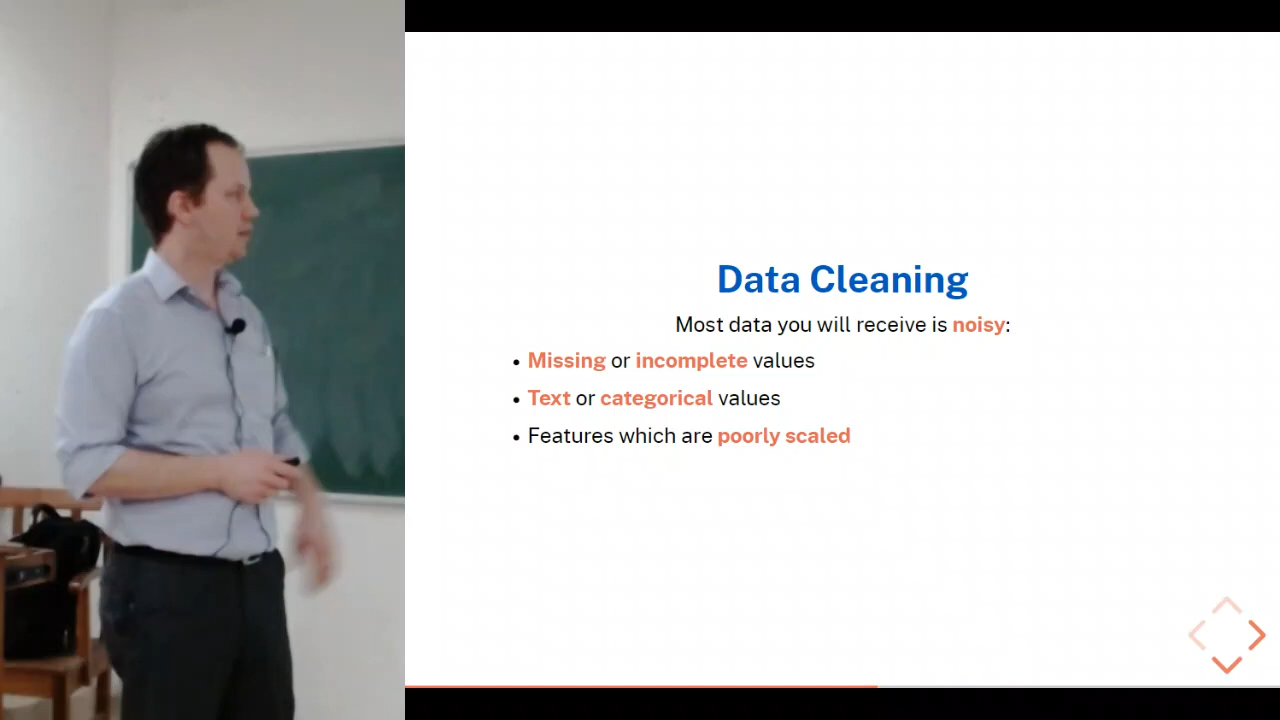 Data Cleaning
Most data you will receive is noisy:
• Missing or incomplete values
• Text or categorical values
• Features which are poorly scaled